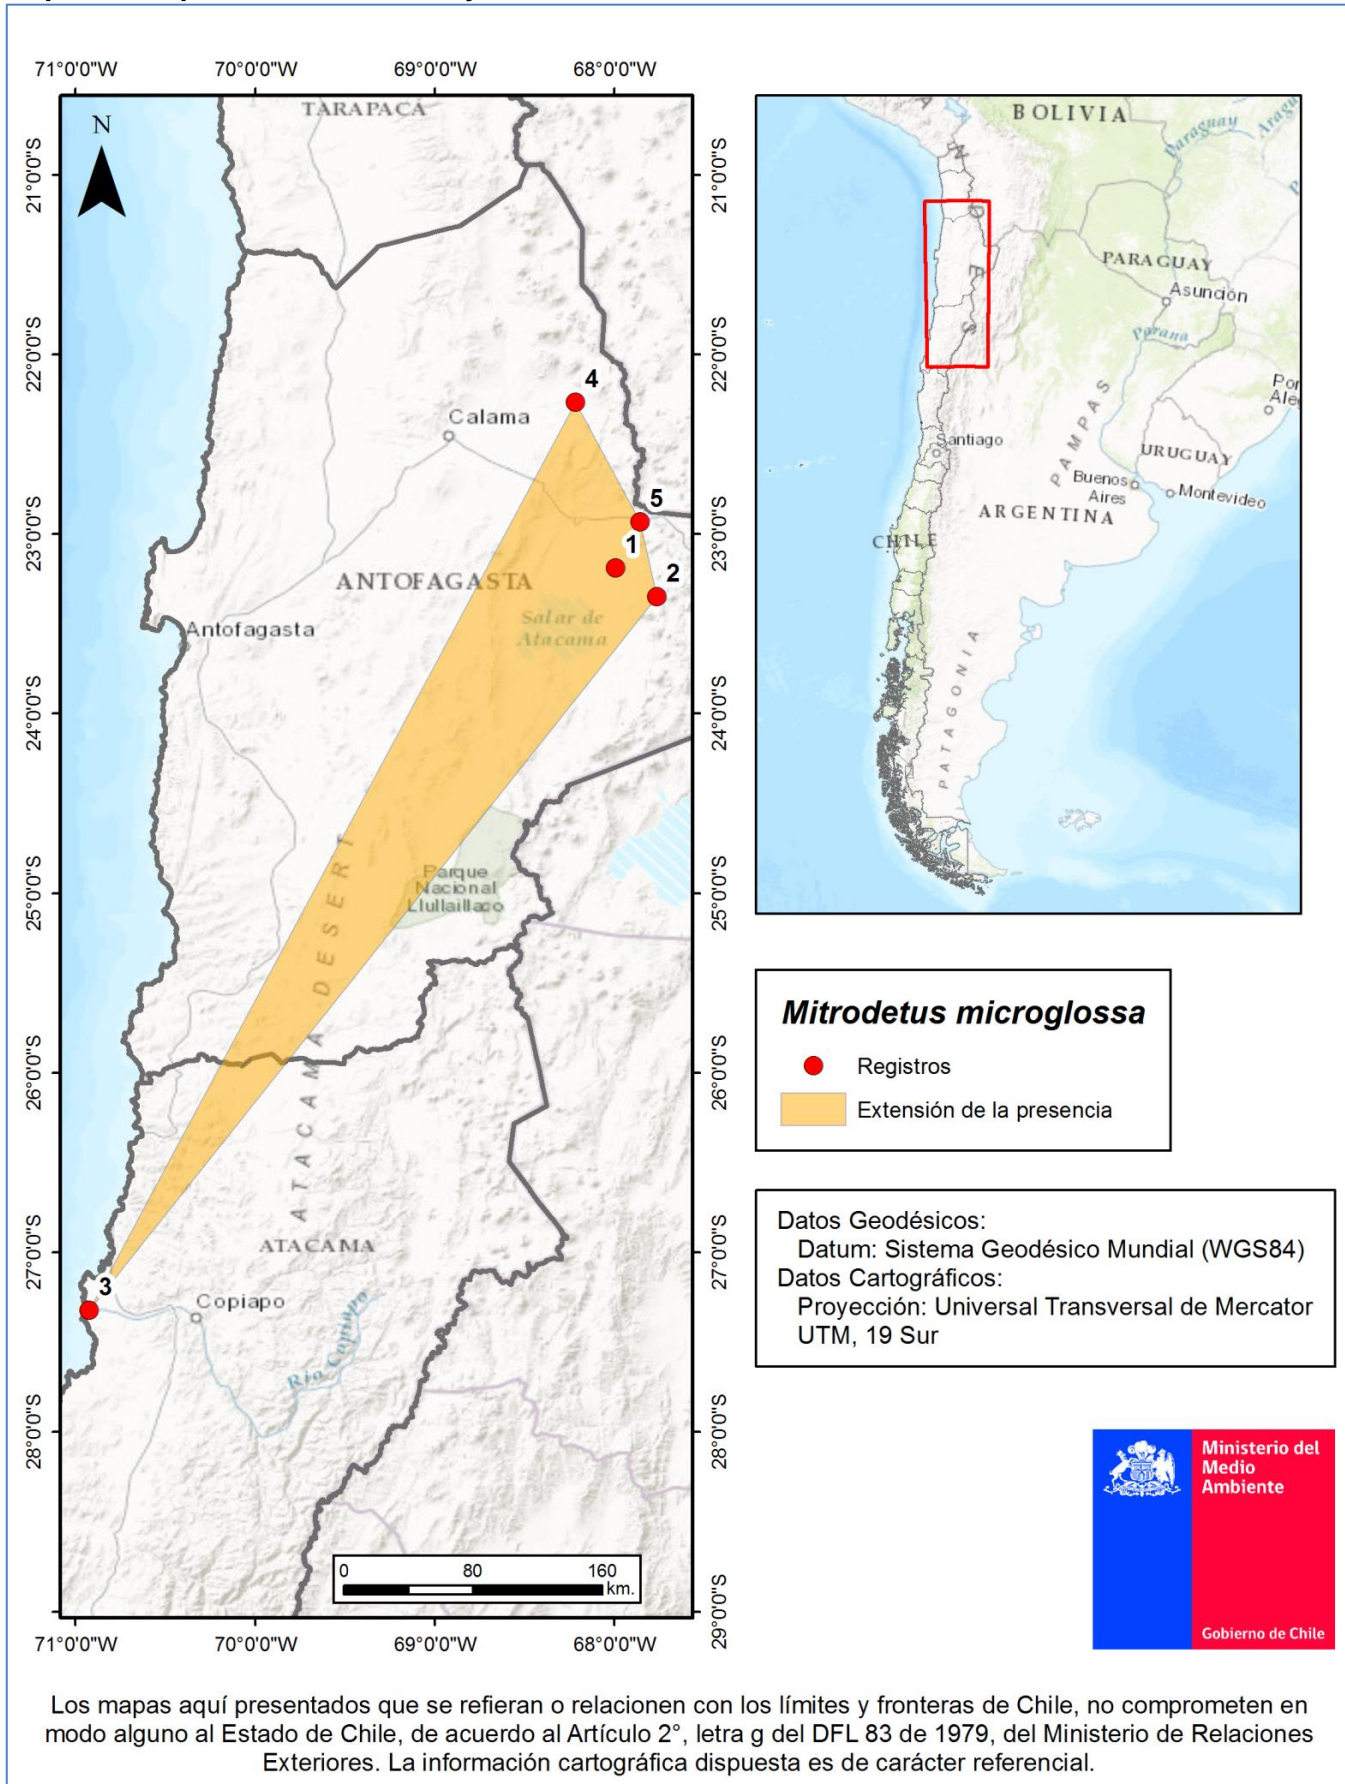 71°0'0"W 70°0'0"W 69°0'0"W 68°0'0"W
N
TARAPACÁ
21°0'0"S 21°0'0"S
22°0'0"S 22°0'0"S
4
Calama
5
23°0'0"S 23°0'0"S
1
2
ANTOFAGASTA
Salar de
Atacama
Antofagasta
24°0'0"S 24°0'0"S
Parque
Nacional
Llullaillaco
25°0'0"S 25°0'0"S
ATACAMA DESERT
26°0'0"S 26°0'0"S
27°0'0"S 27°0'0"S
ATACAMA
3
Copiapo
Río Copiapo
28°0'0"S 28°0'0"S
0 80 160
km.
29°0'0"S
71°0'0"W 70°0'0"W 69°0'0"W 68°0'0"W
BOLIVIA
Paraguay
ANDES
PARAGUAY
Asunción
Parana
Santiago
PAMPAS
URUGUAY
Buenos
Aires
Montevideo
ARGENTINA
CHILE
PATAGONIA
Mitrodetus microglossa
Registros
Extensión de la presencia
Datos Geodésicos:
Datum: Sistema Geodésico Mundial (WGS84)
Datos Cartográficos:
Proyección: Universal Transversal de Mercator
UTM, 19 Sur
Ministerio del
Medio
Ambiente
Gobierno de Chile
Los mapas aquí presentados que se refieran o relacionen con los límites y fronteras de Chile, no comprometen en
modo alguno al Estado de Chile, de acuerdo al Artículo 2°, letra g del DFL 83 de 1979, del Ministerio de Relaciones
Exteriores. La información cartográfica dispuesta es de carácter referencial.